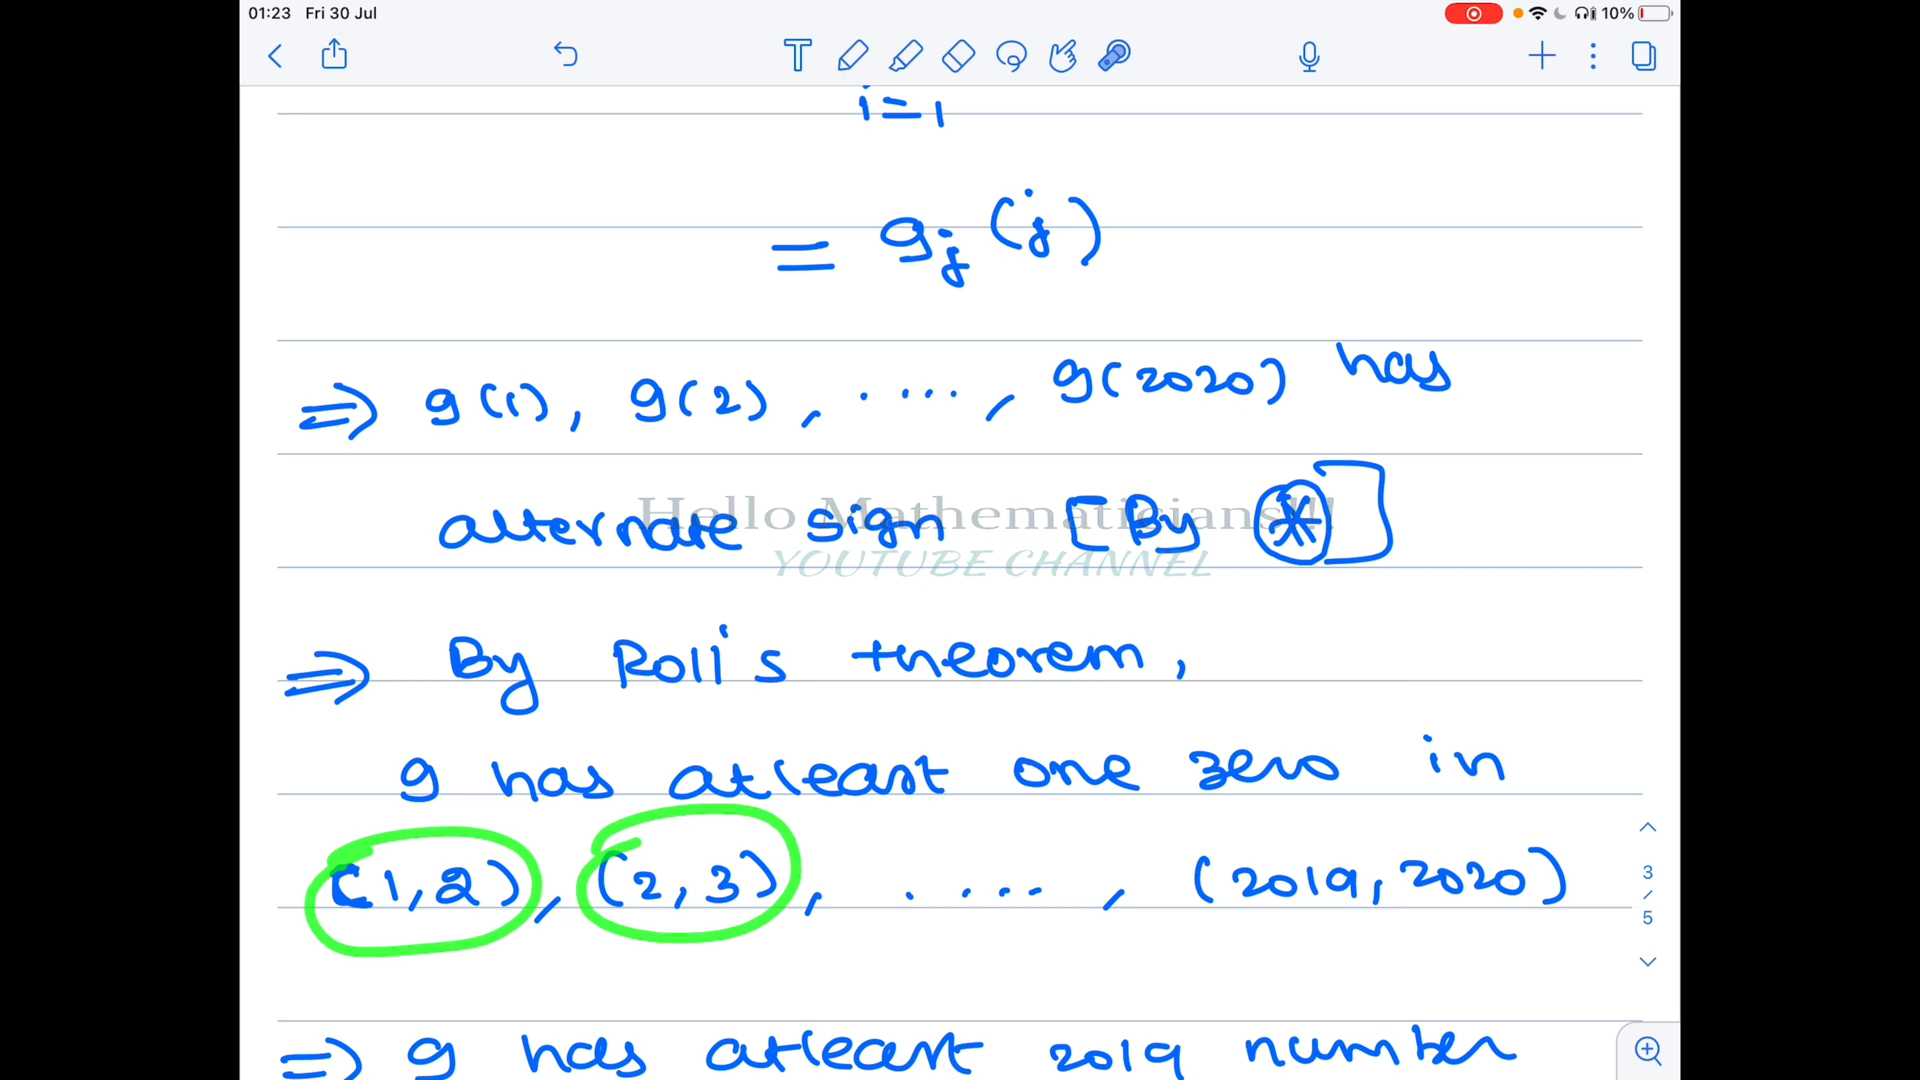 01:23 Fri 30 Jul 10%
T
i=1
= gⱼ(j)
⇒ g(1), g(2), ....., g(2020) has
alternate sign [By ⊛]
Hello Mathematicians!!!
YOUTUBE CHANNEL
⇒ By Roll's theorem,
g has atleast one zero in
(1,2), (2,3), ....., (2019,2020)
3
/
5
⇒ g has atleast 2019 number